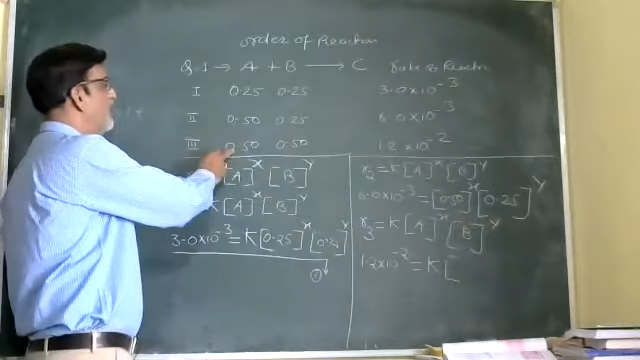 order of Reaction
Q.1 → A + B → C Rate of Reaction
I 0.25 0.25 3.0×10⁻³
II 0.50 0.25 6.0×10⁻³
III 0.50 0.50 1.2×10⁻²
[A]ˣ [B]ʸ
K[A]ˣ[B]ʸ
3.0×10⁻³ = K[0.25]ˣ[0.25]ʸ
①
r₂ = K[A]ˣ[B]ʸ
6.0×10⁻³ = [0.50]ˣ[0.25]ʸ
r₃ = K[A]ˣ[B]ʸ
1.2×10⁻² = K[